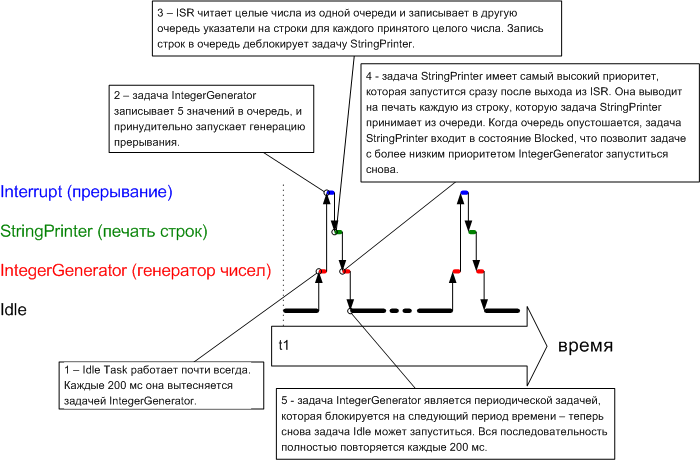 3 – ISR читает целые числа из одной очереди и записывает в другую
очередь указатели на строки для каждого принятого целого числа. Запись
строк в очередь деблокирует задачу StringPrinter.
2 – задача IntegerGenerator
записывает 5 значений в очередь, и
принудительно запускает генерацию
прерывания.
4 - задача StringPrinter имеет самый высокий приоритет,
которая запустится сразу после выхода из ISR. Она выводит
на печать каждую из строку, которую задача StringPrinter
принимает из очереди. Когда очередь опустошается, задача
StringPrinter входит в состояние Blocked, что позволит задаче
с более низким приоритетом IntegerGenerator запуститься
снова.
Interrupt (прерывание)
StringPrinter (печать строк)
IntegerGenerator (генератор чисел)
Idle
t1
время
1 – Idle Task работает почти всегда.
Каждые 200 мс она вытесняется
задачей IntegerGenerator.
5 - задача IntegerGenerator является периодической задачей,
которая блокируется на следующий период времени – теперь
снова задача Idle может запуститься. Вся последовательность
полностью повторяется каждые 200 мс.